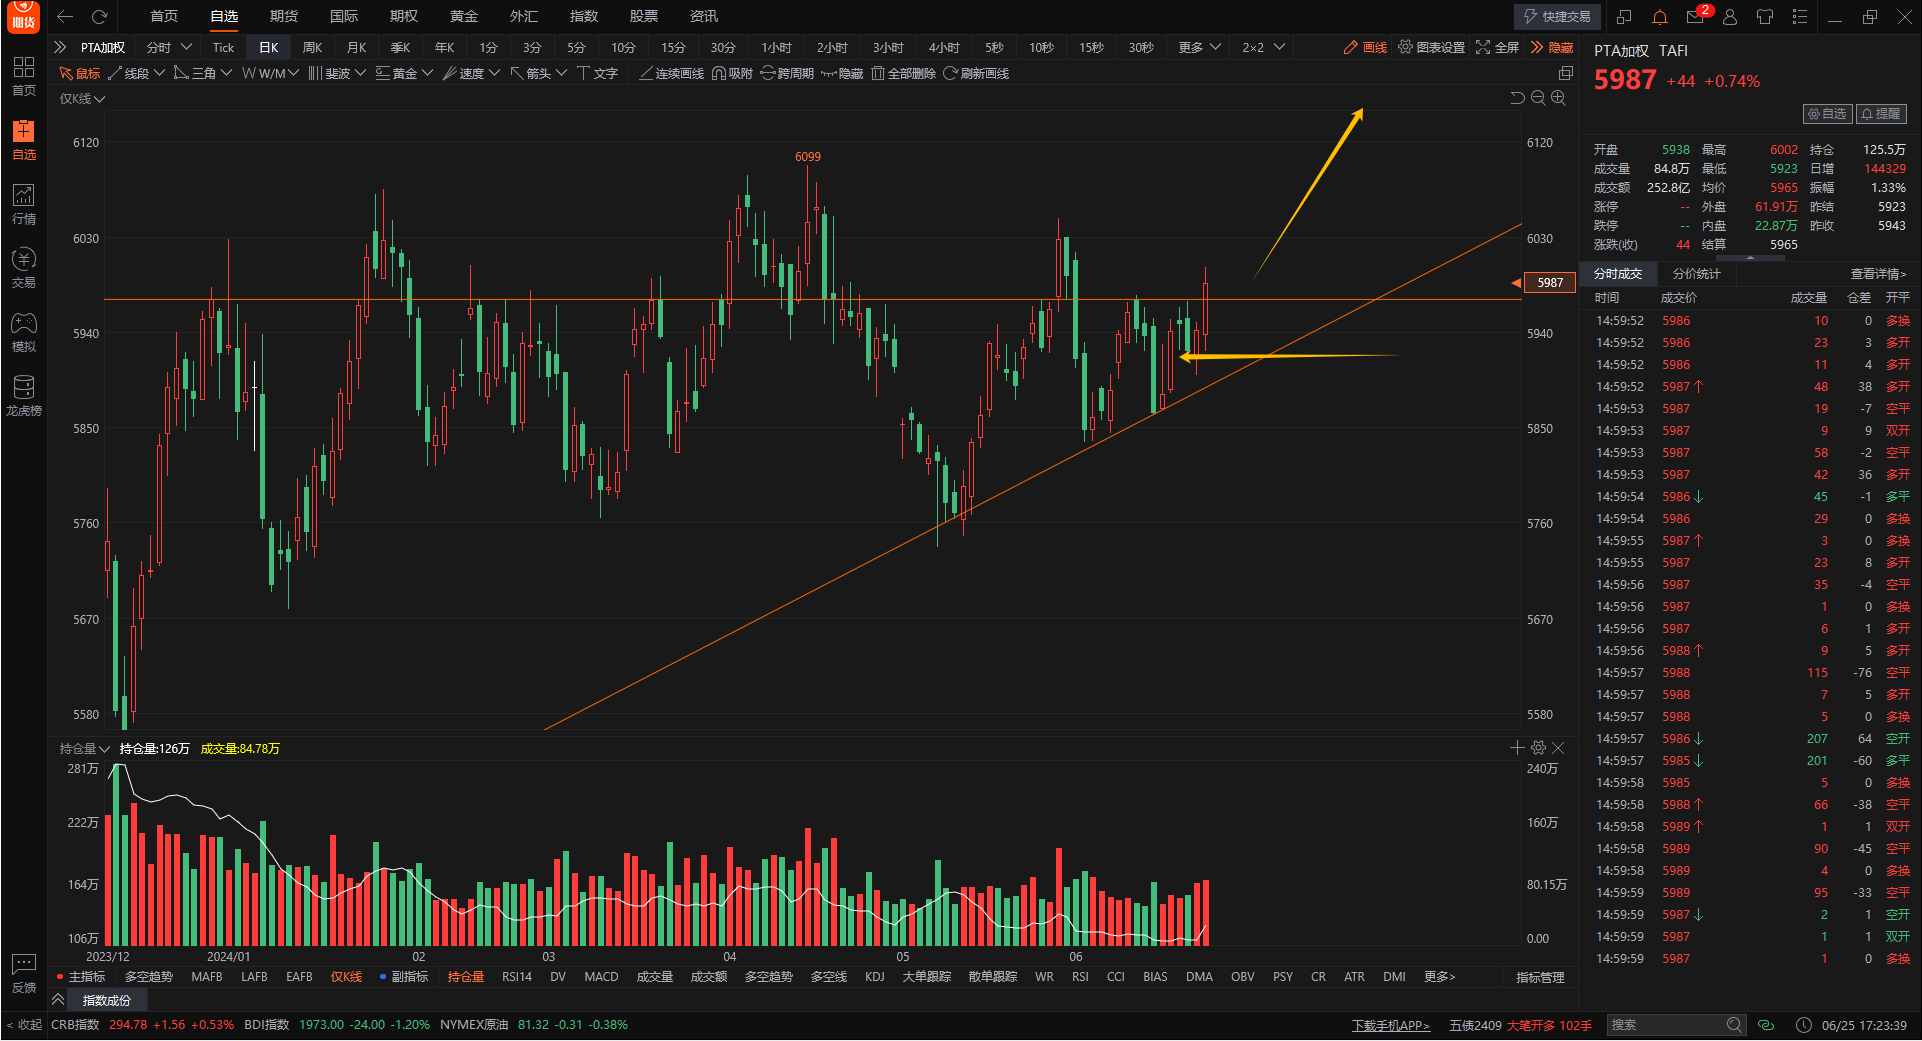 期货
首页 自选 期货 国际 期权 黄金 外汇 指数 股票 资讯
快捷交易 2
PTA加权 分时 Tick 日K 周K 月K 季K 年K 1分 3分 5分 10分 15分 30分 1小时 2小时 3小时 4小时 5秒 10秒 15秒 30秒 更多 2×2 画线 图表设置 全屏 隐藏
鼠标 线段 三角 W/M 斐波 黄金 速度 箭头 文字 连续画线 吸附 跨周期 隐藏 全部删除 刷新画线
首页
自选
行情
交易
模拟
龙虎榜
反馈
< 收起
仅K线
6120
6030
5940
5850
5760
5670
5580
6099
6120
6030
5987
5940
5850
5760
5670
5580
持仓量 持仓量:126万 成交量:84.78万
281万
222万
164万
106万
240万
160万
80.15万
0.00
2023/12 2024/01 02 03 04 05 06
主指标 多空趋势 MAFB LAFB EAFB 仅K线 副指标 持仓量 RSI14 DV MACD 成交量 成交额 多空趋势 多空线 KDJ 大单跟踪 散单跟踪 WR RSI CCI BIAS DMA OBV PSY CR ATR DMI 更多> 指标管理
指数成份
PTA加权 TAFI
5987 +44 +0.74%
自选 提醒
开盘 5938 最高 6002 持仓 125.5万
成交量 84.8万 最低 5923 日增 144329
成交额 252.8亿 均价 5965 振幅 1.33%
涨停 -- 外盘 61.91万 昨结 5923
跌停 -- 内盘 22.87万 昨收 5943
涨跌(收) 44 结算 5965
分时成交 分价统计 查看详情>
时间 成交价 成交量 仓差 开平
14:59:52 5986 10 0 多换
14:59:52 5986 23 3 多开
14:59:52 5986 11 4 多开
14:59:52 5987↑ 48 38 多开
14:59:53 5987 19 -7 空平
14:59:53 5987 9 9 双开
14:59:53 5987 58 -2 空平
14:59:53 5987 42 36 多开
14:59:54 5986↓ 45 -1 多平
14:59:54 5986 29 0 多换
14:59:55 5987↑ 3 0 多换
14:59:55 5987 23 8 多开
14:59:56 5987 35 -4 空平
14:59:56 5987 1 0 多换
14:59:56 5987 6 1 多开
14:59:56 5988↑ 9 5 多开
14:59:57 5988 115 -76 空平
14:59:57 5988 7 5 多开
14:59:57 5988 5 0 多换
14:59:57 5986↓ 207 64 空开
14:59:57 5985↓ 201 -60 多平
14:59:58 5985 5 0 多换
14:59:58 5988↑ 66 -38 空平
14:59:58 5989↑ 1 1 双开
14:59:58 5989 90 -45 空平
14:59:58 5989 4 0 多换
14:59:59 5989 95 -33 空平
14:59:59 5987↓ 2 1 空开
14:59:59 5987 1 1 双开
14:59:59 5987 1 0 多换
CRB指数 294.78 +1.56 +0.53% BDI指数 1973.00 -24.00 -1.20% NYMEX原油 81.32 -0.31 -0.38% 下载手机APP> 五债2409 大笔开多 102手 搜索 06/25 17:23:39